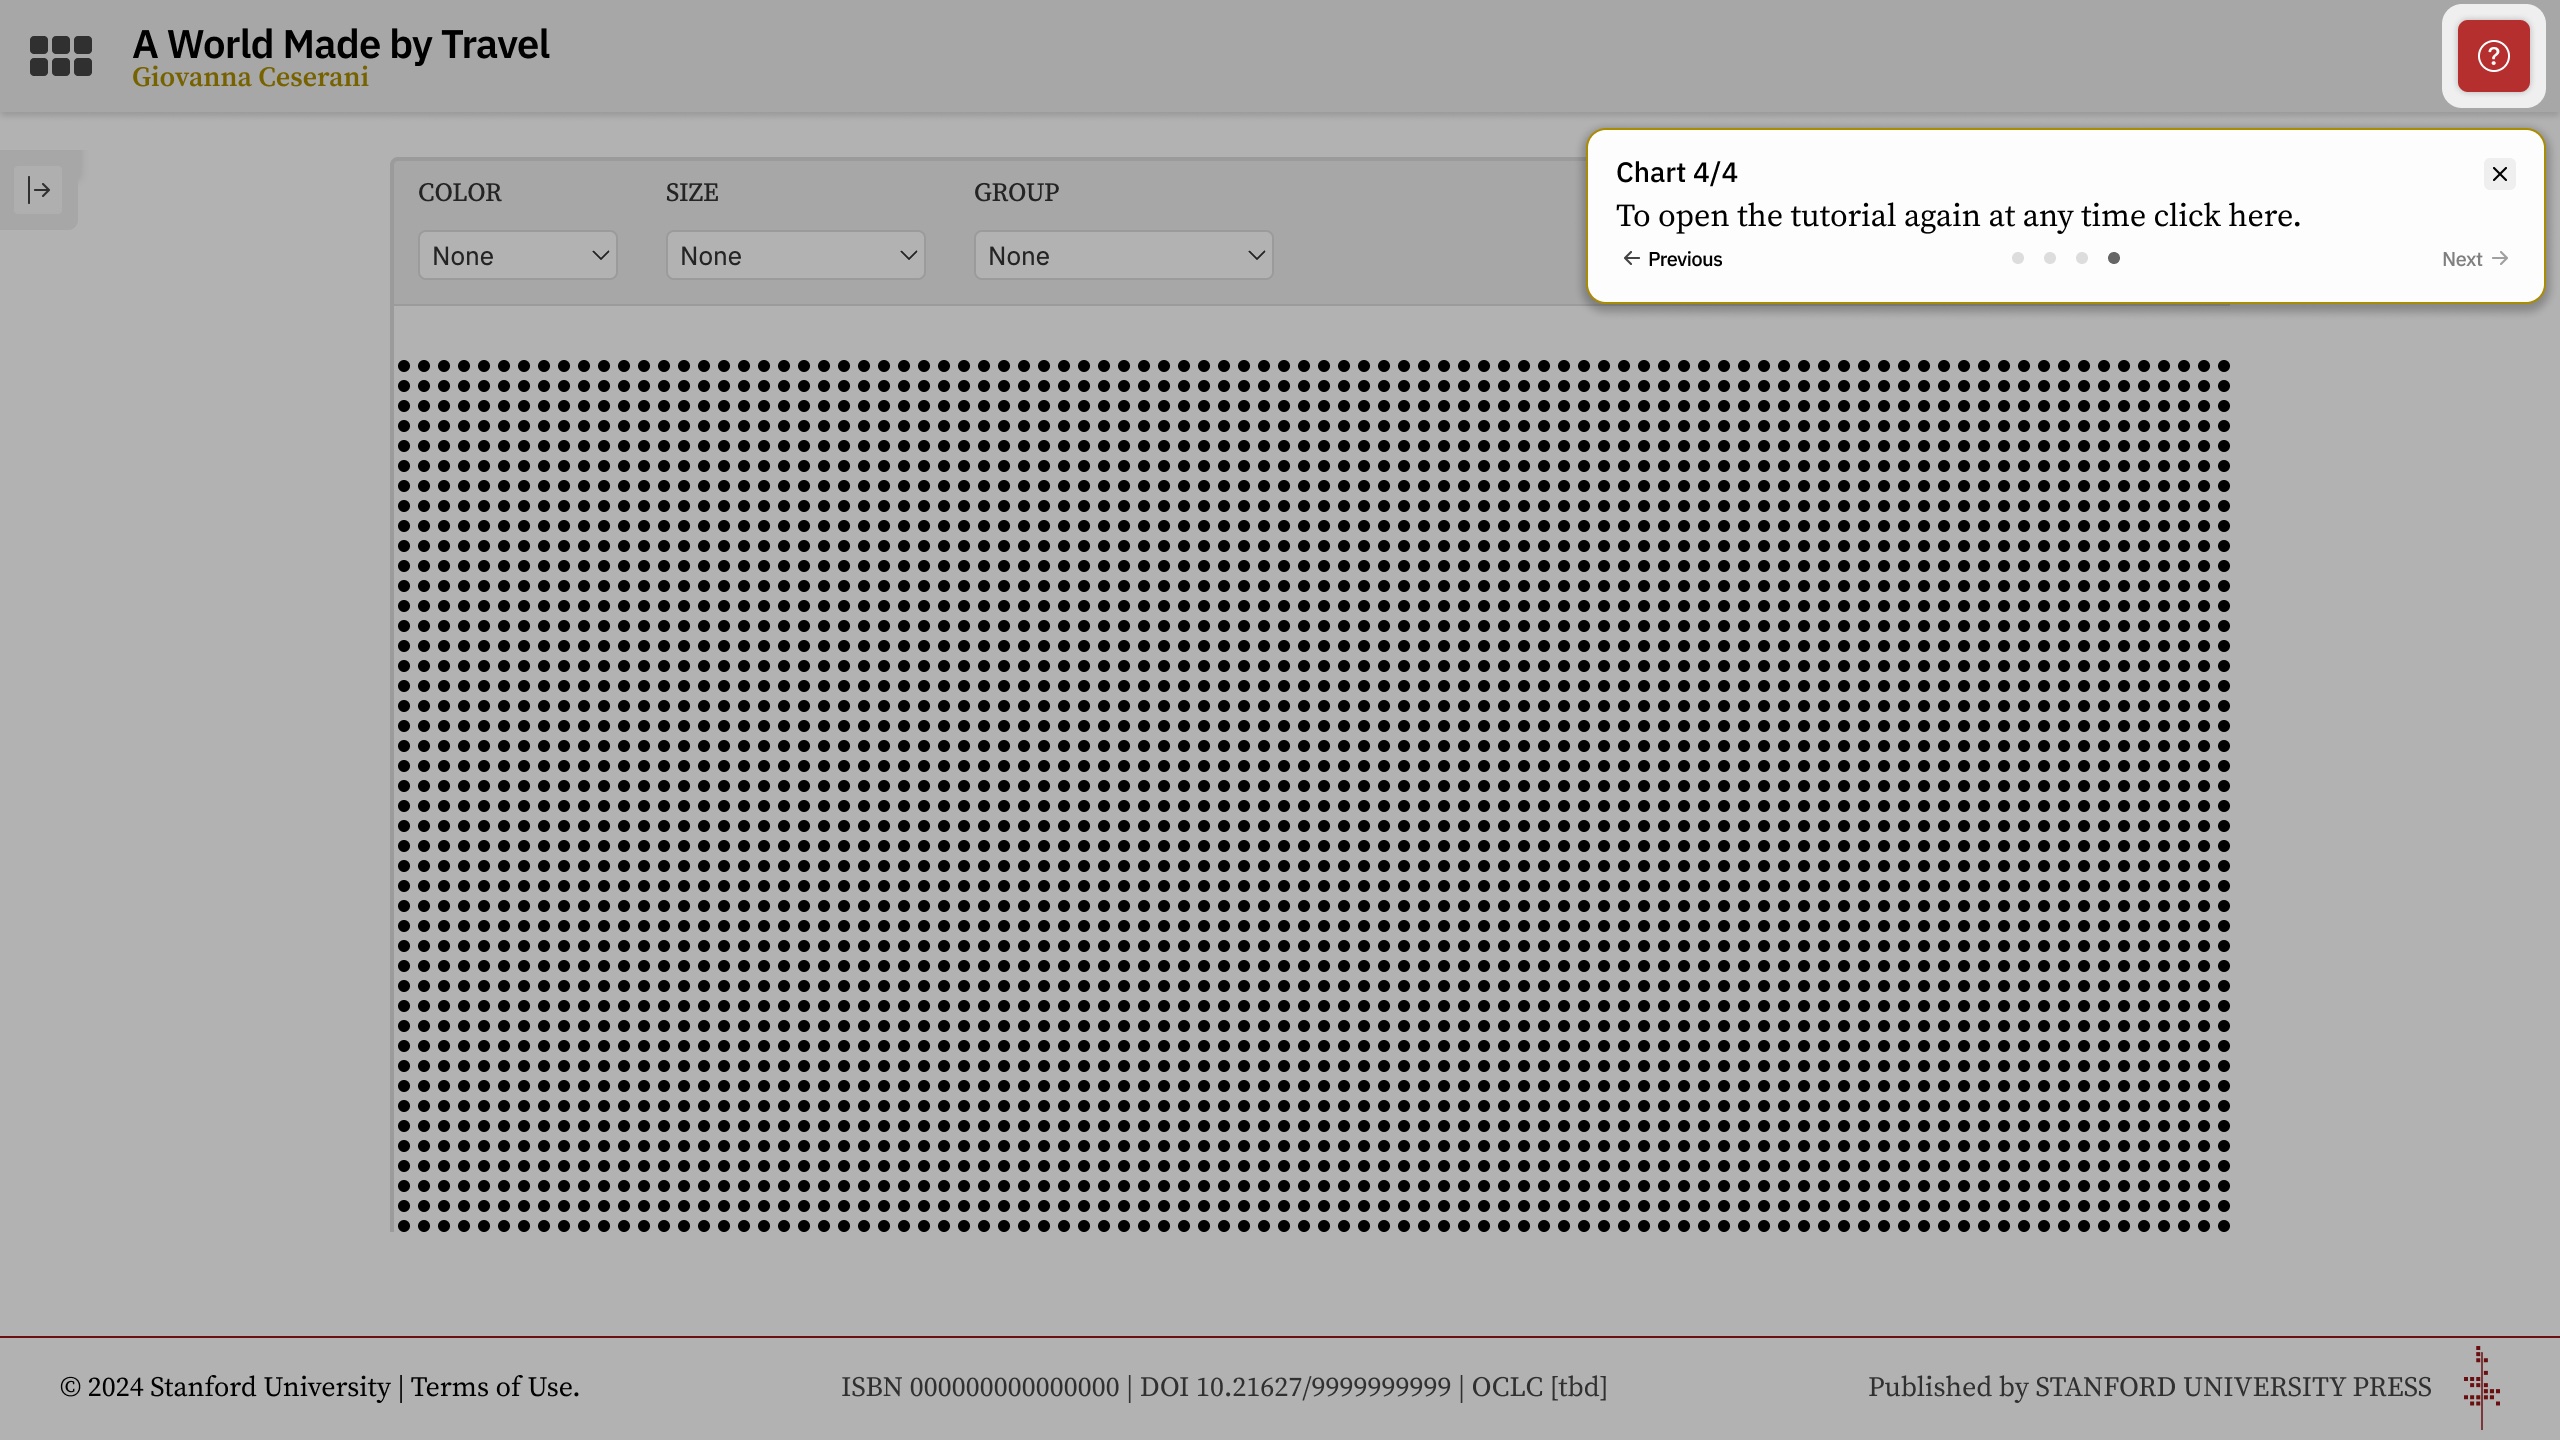 A World Made by Travel
Giovanna Ceserani
?
Chart 4/4
To open the tutorial again at any time click here.
← Previous
Next →
COLOR
SIZE
GROUP
None
None
None
© 2024 Stanford University | Terms of Use.
ISBN 000000000000000 | DOI 10.21627/9999999999 | OCLC [tbd]
Published by STANFORD UNIVERSITY PRESS